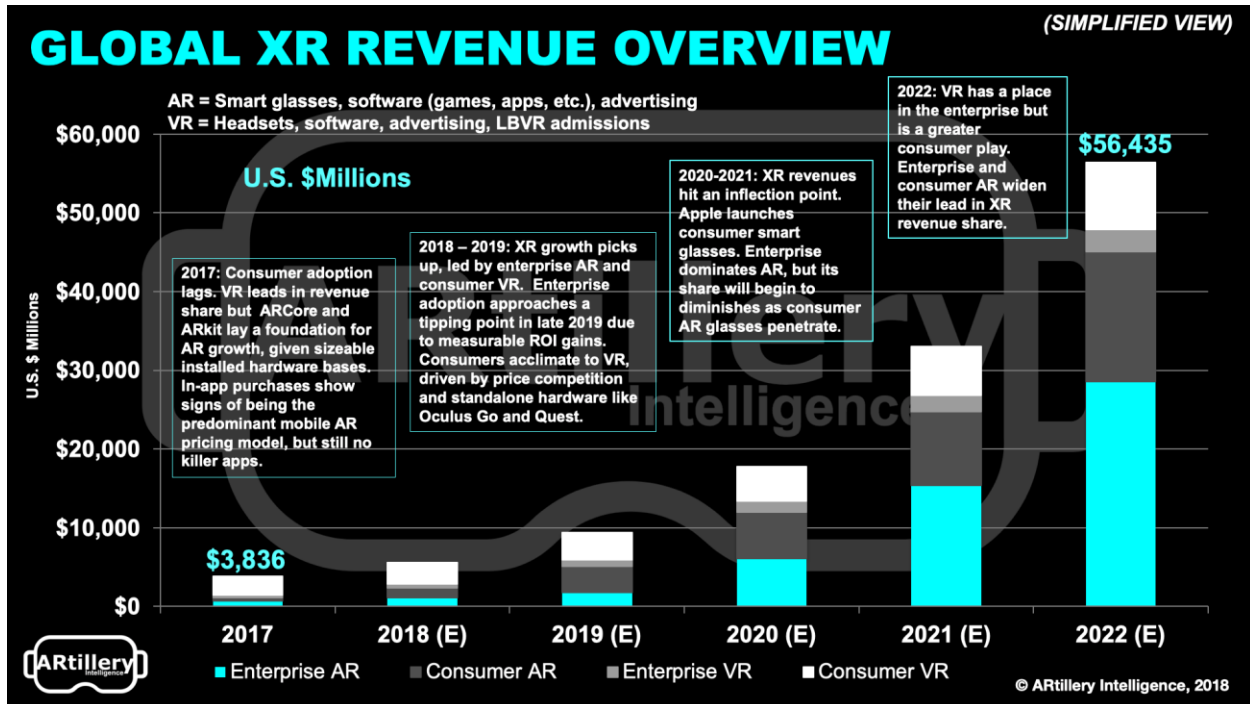 (SIMPLIFIED VIEW)
GLOBAL XR REVENUE OVERVIEW
AR = Smart glasses, software (games, apps, etc.), advertising
VR = Headsets, software, advertising, LBVR admissions
U.S. $Millions
U.S. $ Millions
$60,000
$50,000
$40,000
$30,000
$20,000
$10,000
$0
2017: Consumer adoption
lags. VR leads in revenue
share but ARCore and
ARkit lay a foundation for
AR growth, given sizeable
installed hardware bases.
In-app purchases show
signs of being the
predominant mobile AR
pricing model, but still no
killer apps.
2018 – 2019: XR growth picks
up, led by enterprise AR and
consumer VR. Enterprise
adoption approaches a
tipping point in late 2019 due
to measurable ROI gains.
Consumers acclimate to VR,
driven by price competition
and standalone hardware like
Oculus Go and Quest.
2020-2021: XR revenues
hit an inflection point.
Apple launches
consumer smart
glasses. Enterprise
dominates AR, but its
share will begin to
diminishes as consumer
AR glasses penetrate.
2022: VR has a place
in the enterprise but
is a greater
consumer play.
Enterprise and
consumer AR widen
their lead in XR
revenue share.
$3,836
$56,435
ARtillery
Intelligence
2017
2018 (E)
2019 (E)
2020 (E)
2021 (E)
2022 (E)
Enterprise AR
Consumer AR
Enterprise VR
Consumer VR
ARtillery
Intelligence
© ARtillery Intelligence, 2018